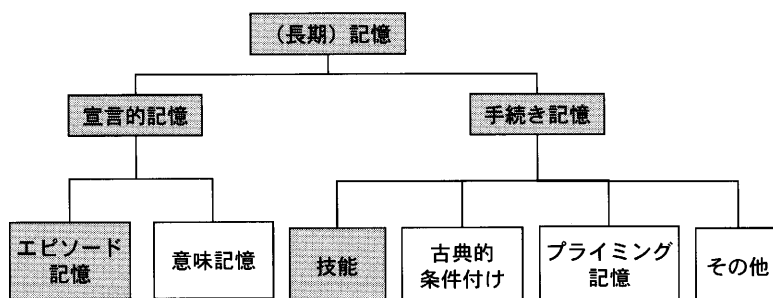 （長期）記憶
宣言的記憶
手続き記憶
エピソード
記憶
意味記憶
技能
古典的
条件付け
プライミング
記憶
その他